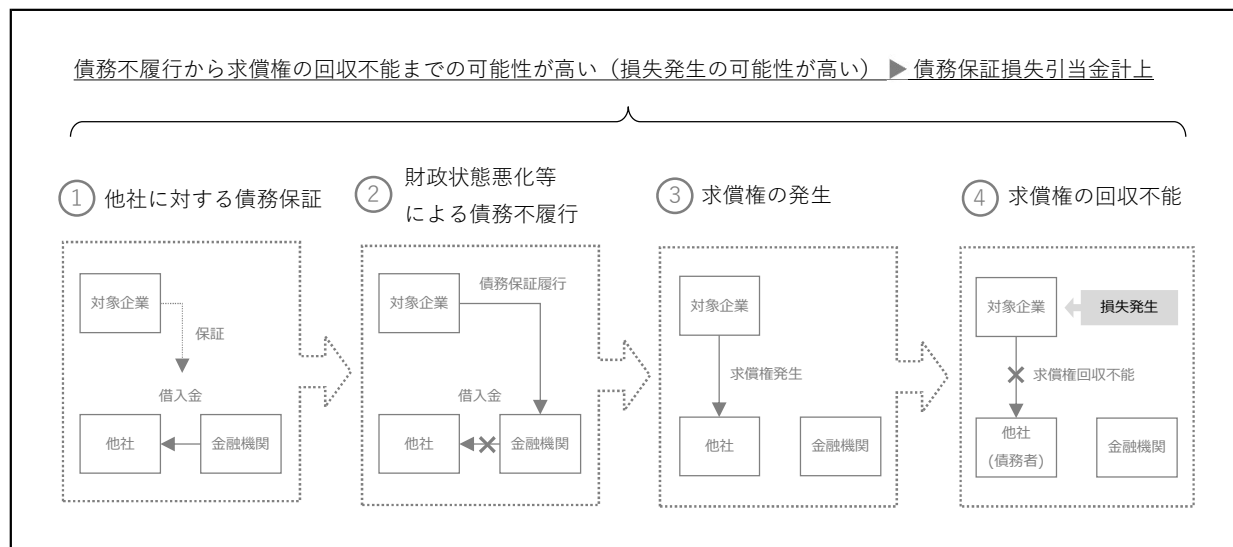 債務不履行から求償権の回収不能までの可能性が高い（損失発生の可能性が高い）▶債務保証損失引当金計上
① 他社に対する債務保証
② 財政状態悪化等
による債務不履行
③ 求償権の発生
④ 求償権の回収不能
対象企業
保証
借入金
他社
金融機関
対象企業
債務保証履行
借入金
他社
金融機関
対象企業
求償権発生
他社
金融機関
対象企業
損失発生
求償権回収不能
他社
(債務者)
金融機関